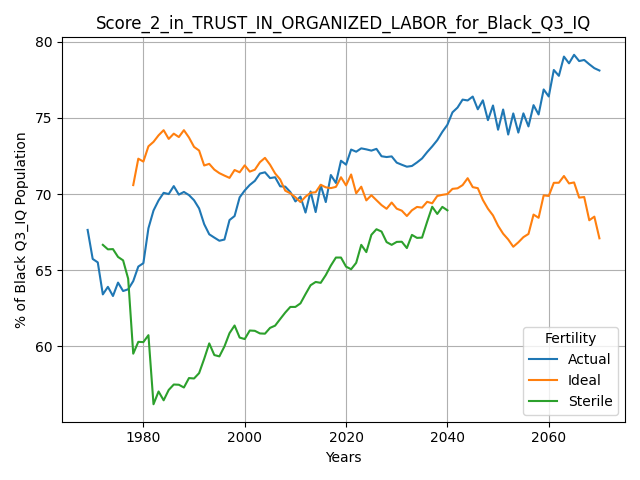 Score_2_in_TRUST_IN_ORGANIZED_LABOR_for_Black_Q3_IQ
80
75
70
65
60
% of Black Q3_IQ Population
1980
2000
2020
2040
2060
Years
Fertility
Actual
Ideal
Sterile